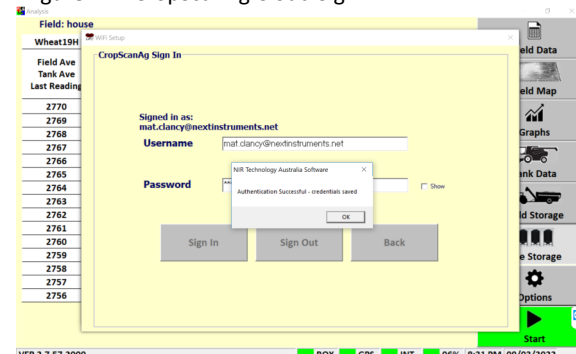 Analysis
Field: house
Wheat19H
Field Ave
Tank Ave
Last Reading
2770
2769
2768
2767
2766
2765
2764
2763
2762
2761
2760
2759
2758
2757
2756
WiFi Setup
CropScanAg Sign In
Signed in as:
mat.clancy@nextinstruments.net
Username
mat.clancy@nextinstruments.net
Password
Show
NIR Technology Australia Software
Authentication Successful - credentials saved
OK
Sign In
Sign Out
Back
eld Data
eld Map
Graphs
ank Data
ld Storage
e Storage
Options
Start
BOX
GPS
INT
96%